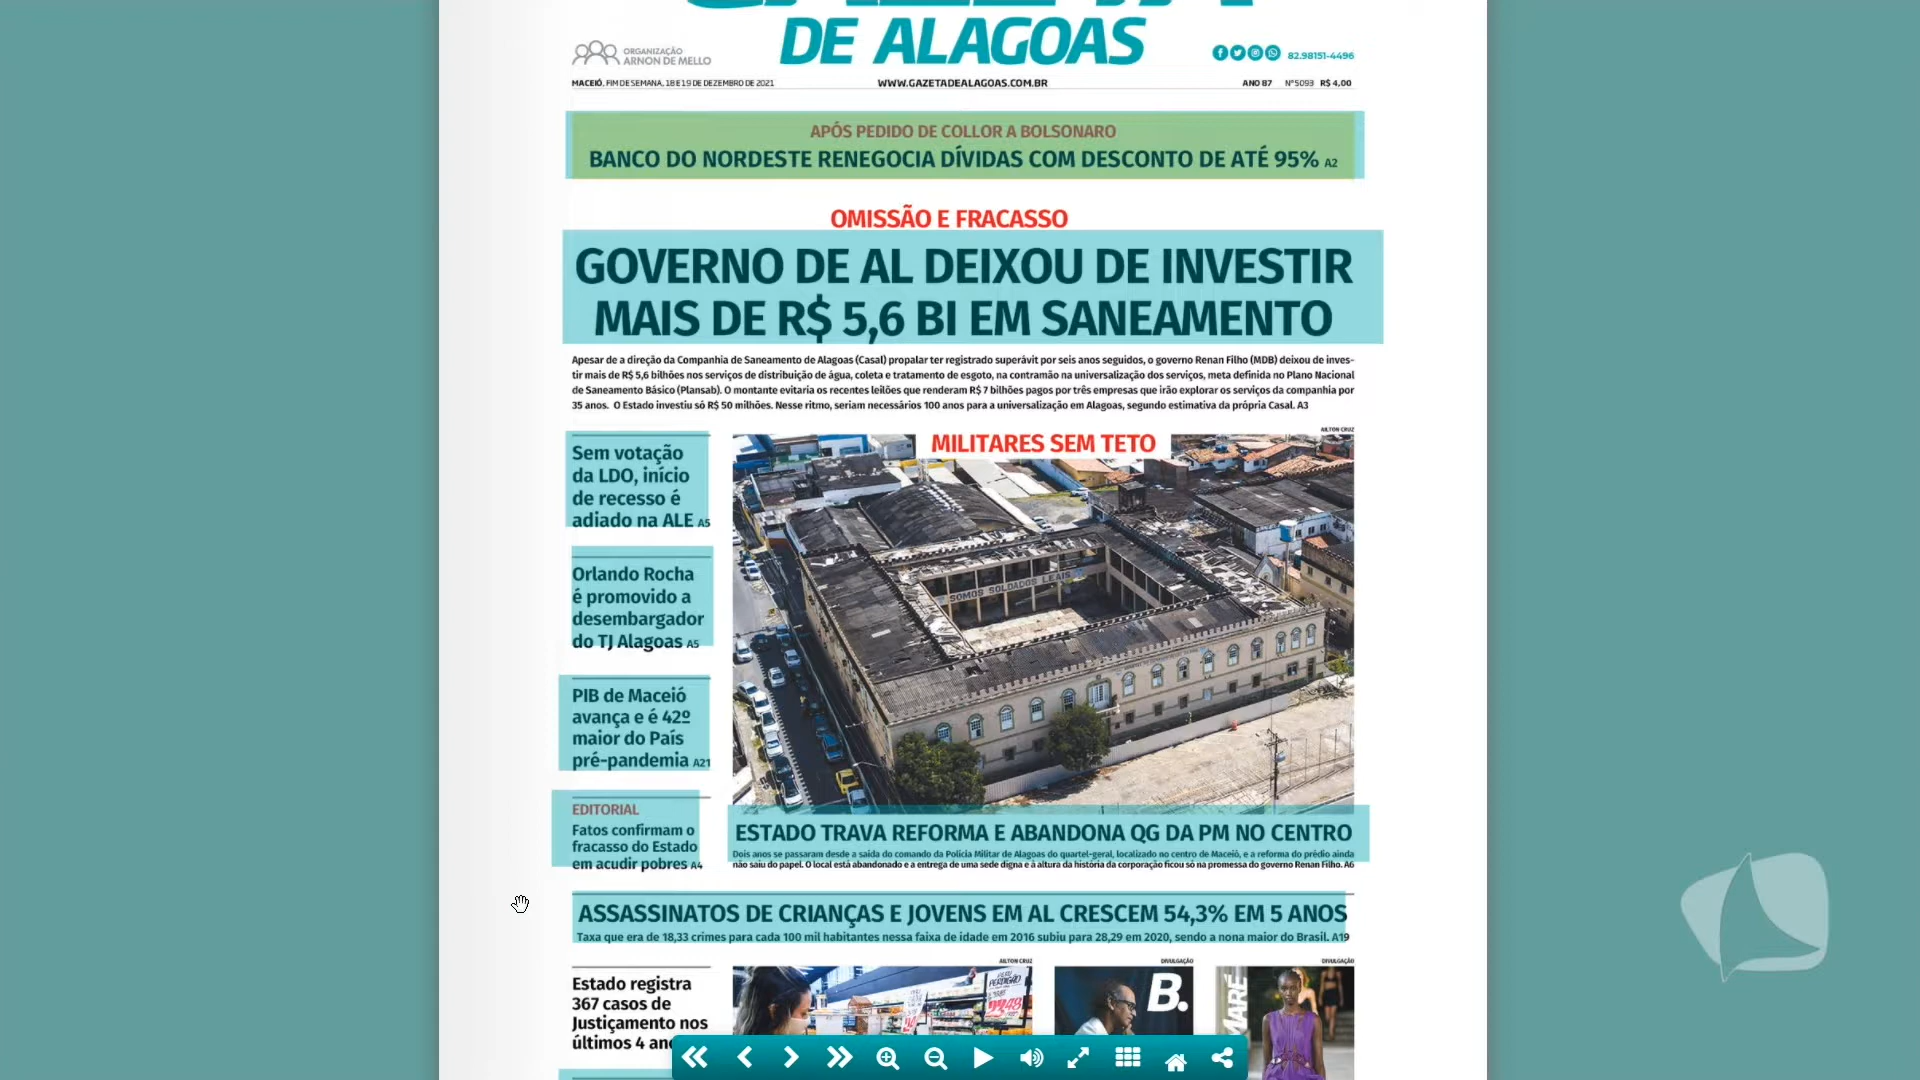 DE ALAGOAS
ORGANIZAÇÃO
ARNON DE MELLO
82.98151-4496
MACEIÓ, FIM DE SEMANA, 18 E 19 DE DEZEMBRO DE 2021
WWW.GAZETADEALAGOAS.COM.BR
ANO 87 Nº5093 R$ 4,00
APÓS PEDIDO DE COLLOR A BOLSONARO
BANCO DO NORDESTE RENEGOCIA DÍVIDAS COM DESCONTO DE ATÉ 95% A2
OMISSÃO E FRACASSO
GOVERNO DE AL DEIXOU DE INVESTIR
MAIS DE R$ 5,6 BI EM SANEAMENTO
Apesar de a direção da Companhia de Saneamento de Alagoas (Casal) propalar ter registrado superávit por seis anos seguidos, o governo Renan Filho (MDB) deixou de inves-
tir mais de R$ 5,6 bilhões nos serviços de distribuição de água, coleta e tratamento de esgoto, na contramão na universalização dos serviços, meta definida no Plano Nacional
de Saneamento Básico (Plansab). O montante evitaria os recentes leilões que renderam R$ 7 bilhões pagos por três empresas que irão explorar os serviços da companhia por
35 anos. O Estado investiu só R$ 50 milhões. Nesse ritmo, seriam necessários 100 anos para a universalização em Alagoas, segundo estimativa da própria Casal. A3
Sem votação
da LDO, início
de recesso é
adiado na ALE A5
Orlando Rocha
é promovido a
desembargador
do TJ Alagoas A5
PIB de Maceió
avança e é 42º
maior do País
pré-pandemia A21
EDITORIAL
Fatos confirmam o
fracasso do Estado
em acudir pobres A4
AILTON CRUZ
MILITARES SEM TETO
SOMOS SOLDADOS LEAIS
ESTADO TRAVA REFORMA E ABANDONA QG DA PM NO CENTRO
Dois anos se passaram desde a saída do comando da Polícia Militar de Alagoas do quartel-geral, localizado no centro de Maceió, e a reforma do prédio ainda
não saiu do papel. O local está abandonado e a entrega de uma sede digna e à altura da história da corporação ficou só na promessa do governo Renan Filho. A6
ASSASSINATOS DE CRIANÇAS E JOVENS EM AL CRESCEM 54,3% EM 5 ANOS
Taxa que era de 18,33 crimes para cada 100 mil habitantes nessa faixa de idade em 2016 subiu para 28,29 em 2020, sendo a nona maior do Brasil. A19
Estado registra
367 casos de
Justiçamento nos
últimos 4
AILTON CRUZ
PERDIGÃO
DIVULGAÇÃO
B.
DIVULGAÇÃO
MARÉ